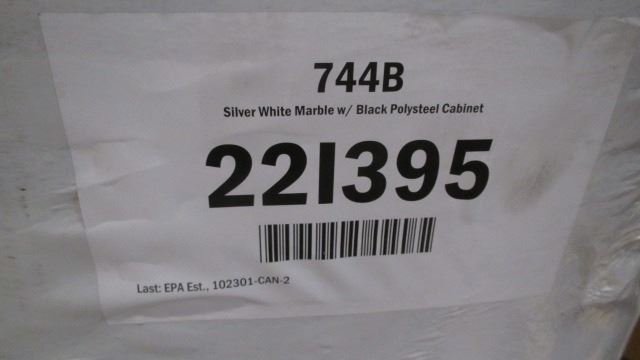 744B
Silver White Marble w/ Black Polysteel Cabinet
22I395
Last: EPA Est., 102301-CAN-2